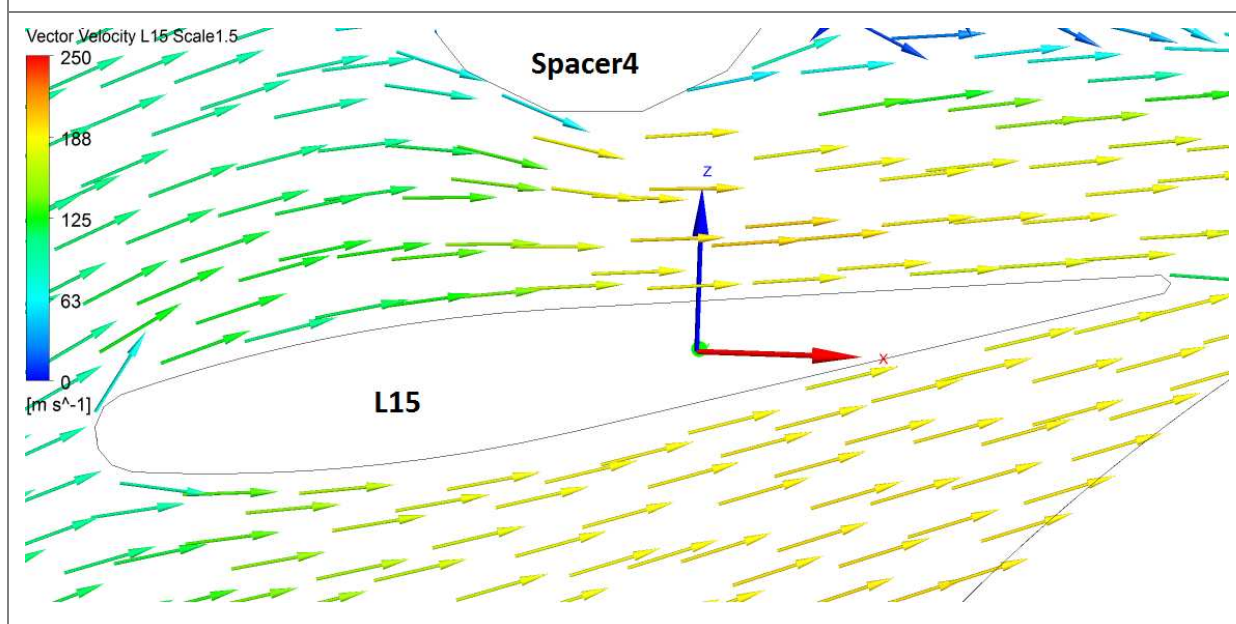 Vector Velocity L15 Scale1.5
250
Spacer4
188
Z
125
63
X
0
[m s^-1]
L15